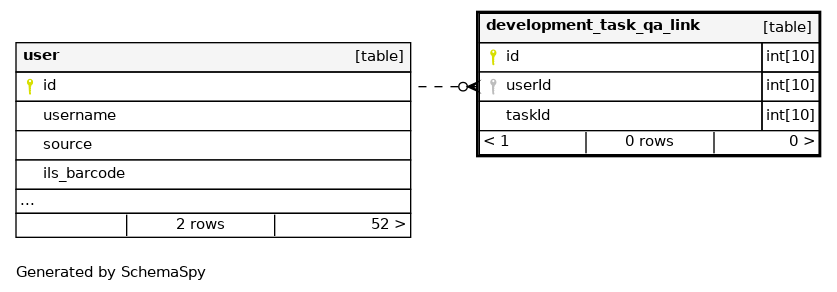 user [table]
id
username
source
ils_barcode
...
2 rows 52 >
development_task_qa_link [table]
id int[10]
userId int[10]
taskId int[10]
< 1 0 rows 0 >
Generated by SchemaSpy